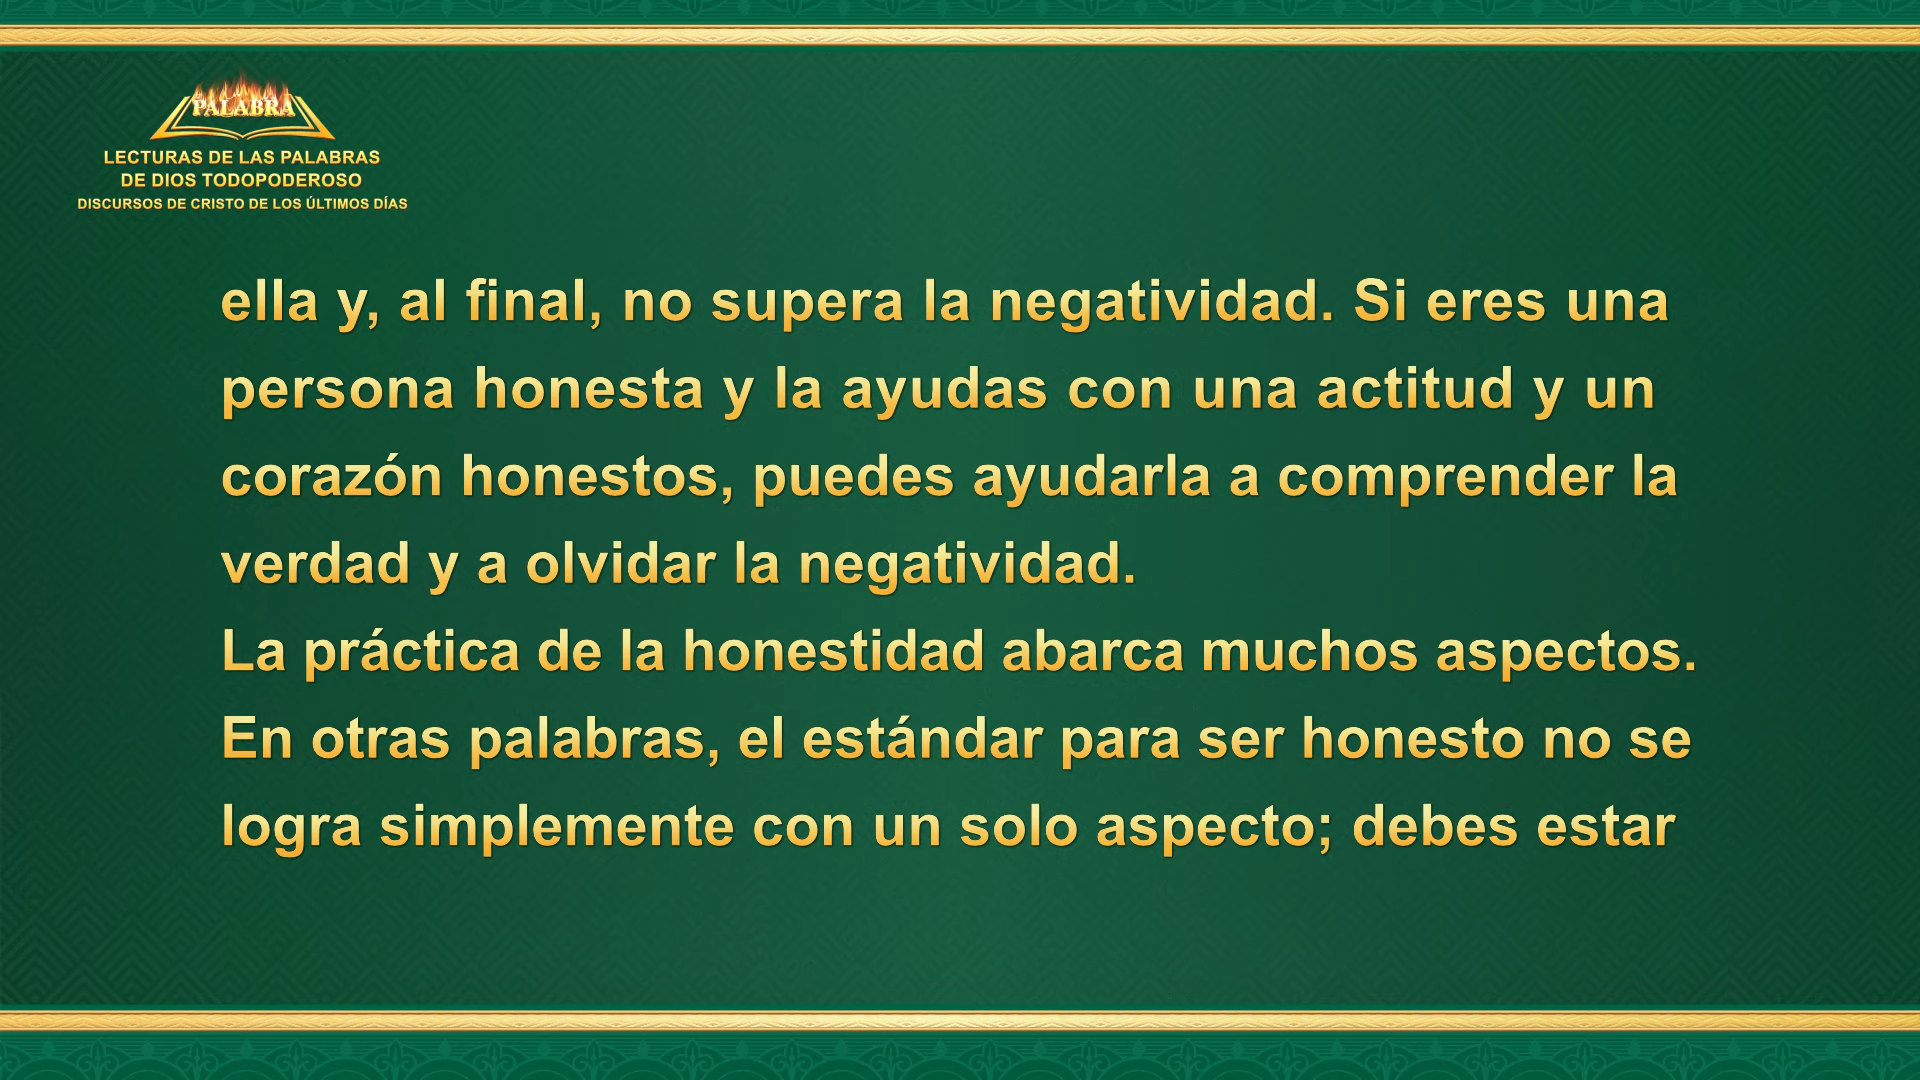 PALABRA
LECTURAS DE LAS PALABRAS
DE DIOS TODOPODEROSO
DISCURSOS DE CRISTO DE LOS ÚLTIMOS DÍAS
ella y, al final, no supera la negatividad. Si eres una
persona honesta y la ayudas con una actitud y un
corazón honestos, puedes ayudarla a comprender la
verdad y a olvidar la negatividad.
La práctica de la honestidad abarca muchos aspectos.
En otras palabras, el estándar para ser honesto no se
logra simplemente con un solo aspecto; debes estar